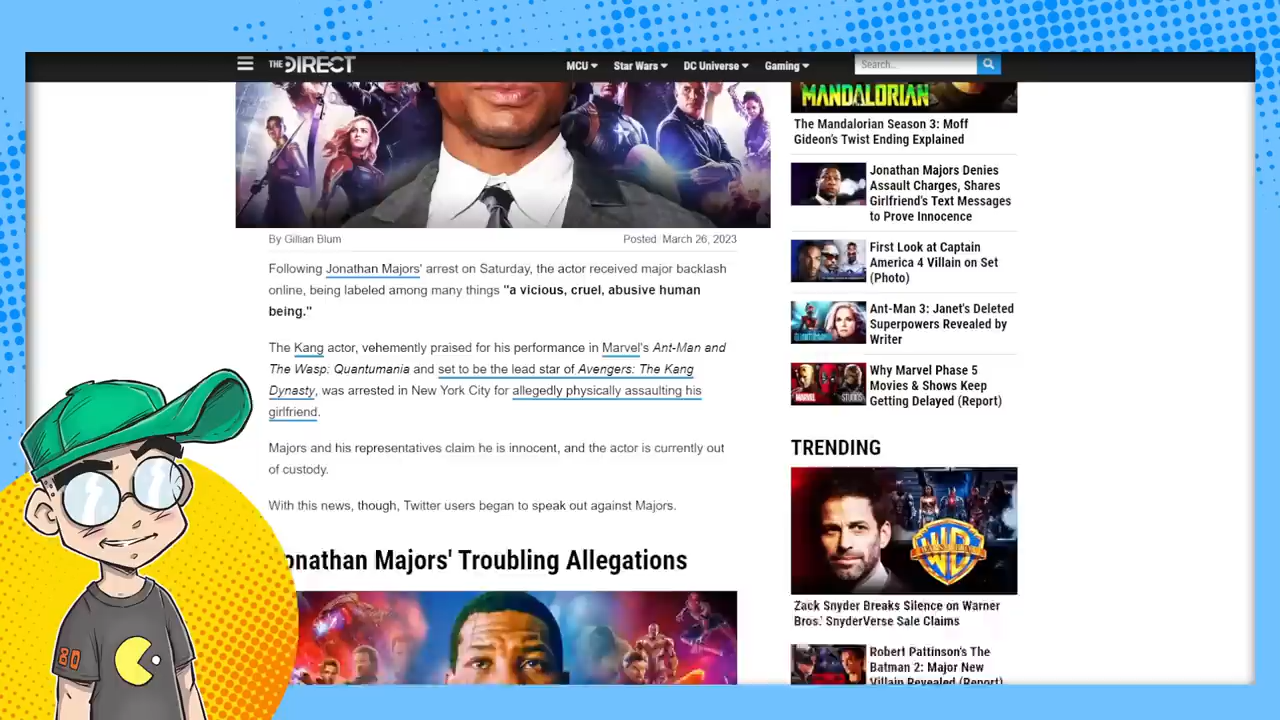 THE DIRECT
MCU
Star Wars
DC Universe
Gaming
Search...
By Gillian Blum
Posted March 26, 2023
Following Jonathan Majors' arrest on Saturday, the actor received major backlash
online, being labeled among many things "a vicious, cruel, abusive human
being."
The Kang actor, vehemently praised for his performance in Marvel's Ant-Man and
The Wasp: Quantumania and set to be the lead star of Avengers: The Kang
Dynasty, was arrested in New York City for allegedly physically assaulting his
girlfriend.
Majors and his representatives claim he is innocent, and the actor is currently out
of custody.
With this news, though, Twitter users began to speak out against Majors.
onathan Majors' Troubling Allegations
MANDALORIAN
The Mandalorian Season 3: Moff
Gideon's Twist Ending Explained
Jonathan Majors Denies
Assault Charges, Shares
Girlfriend's Text Messages
to Prove Innocence
First Look at Captain
America 4 Villain on Set
(Photo)
Ant-Man 3: Janet's Deleted
Superpowers Revealed by
Writer
Why Marvel Phase 5
Movies & Shows Keep
Getting Delayed (Report)
TRENDING
Zack Snyder Breaks Silence on Warner
Bros.' SnyderVerse Sale Claims
Robert Pattinson's The
Batman 2: Major New
Villain Revealed (Report)
80